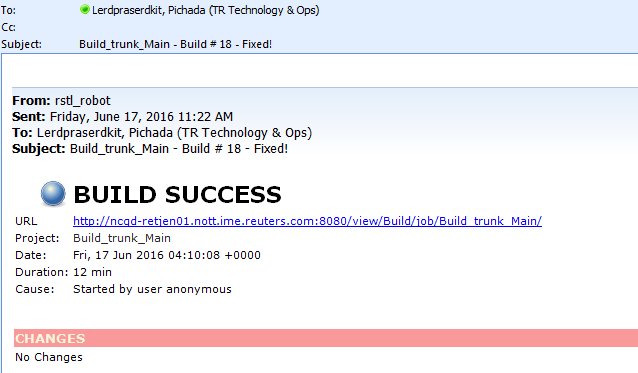 To: Lerdpraserdkit, Pichada (TR Technology & Ops)
Cc:
Subject: Build_trunk_Main - Build # 18 - Fixed!
From: rstl_robot
Sent: Friday, June 17, 2016 11:22 AM
To: Lerdpraserdkit, Pichada (TR Technology & Ops)
Subject: Build_trunk_Main - Build # 18 - Fixed!
BUILD SUCCESS
URL http://ncqd-retjen01.nott.ime.reuters.com:8080/view/Build/job/Build_trunk_Main/
Project: Build_trunk_Main
Date: Fri, 17 Jun 2016 04:10:08 +0000
Duration: 12 min
Cause: Started by user anonymous
CHANGES
No Changes